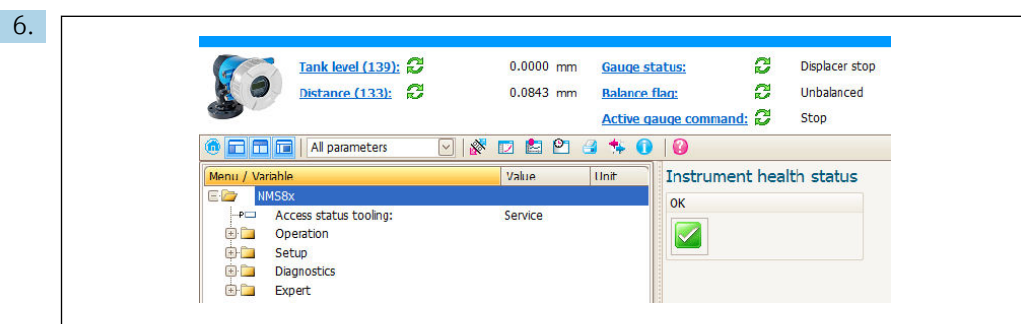 6.
Tank level (139): 0.0000 mm Gauge status: Displacer stop
Distance (133): 0.0843 mm Balance flag: Unbalanced
Active gauge command: Stop
All parameters
Menu / Variable Value Unit Instrument health status
NMS8x OK
Access status tooling: Service
Operation
Setup
Diagnostics
Expert